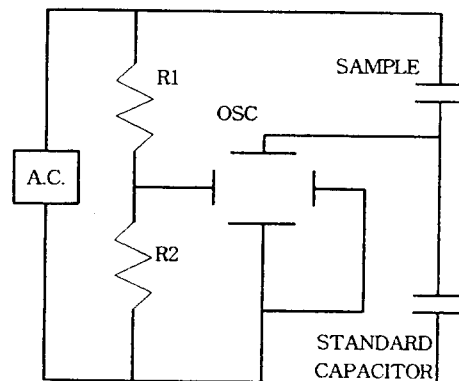 R1
SAMPLE
OSC
A.C.
R2
STANDARD
CAPACITOR